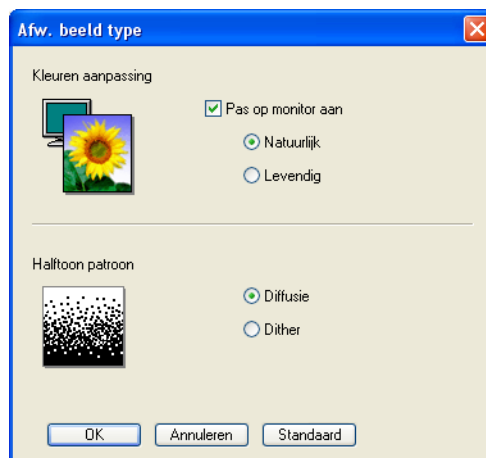 Afw. beeld type
Kleuren aanpassing
Pas op monitor aan
Natuurlijk
Levendig
Halftoon patroon
Diffusie
Dither
OK Annuleren Standaard